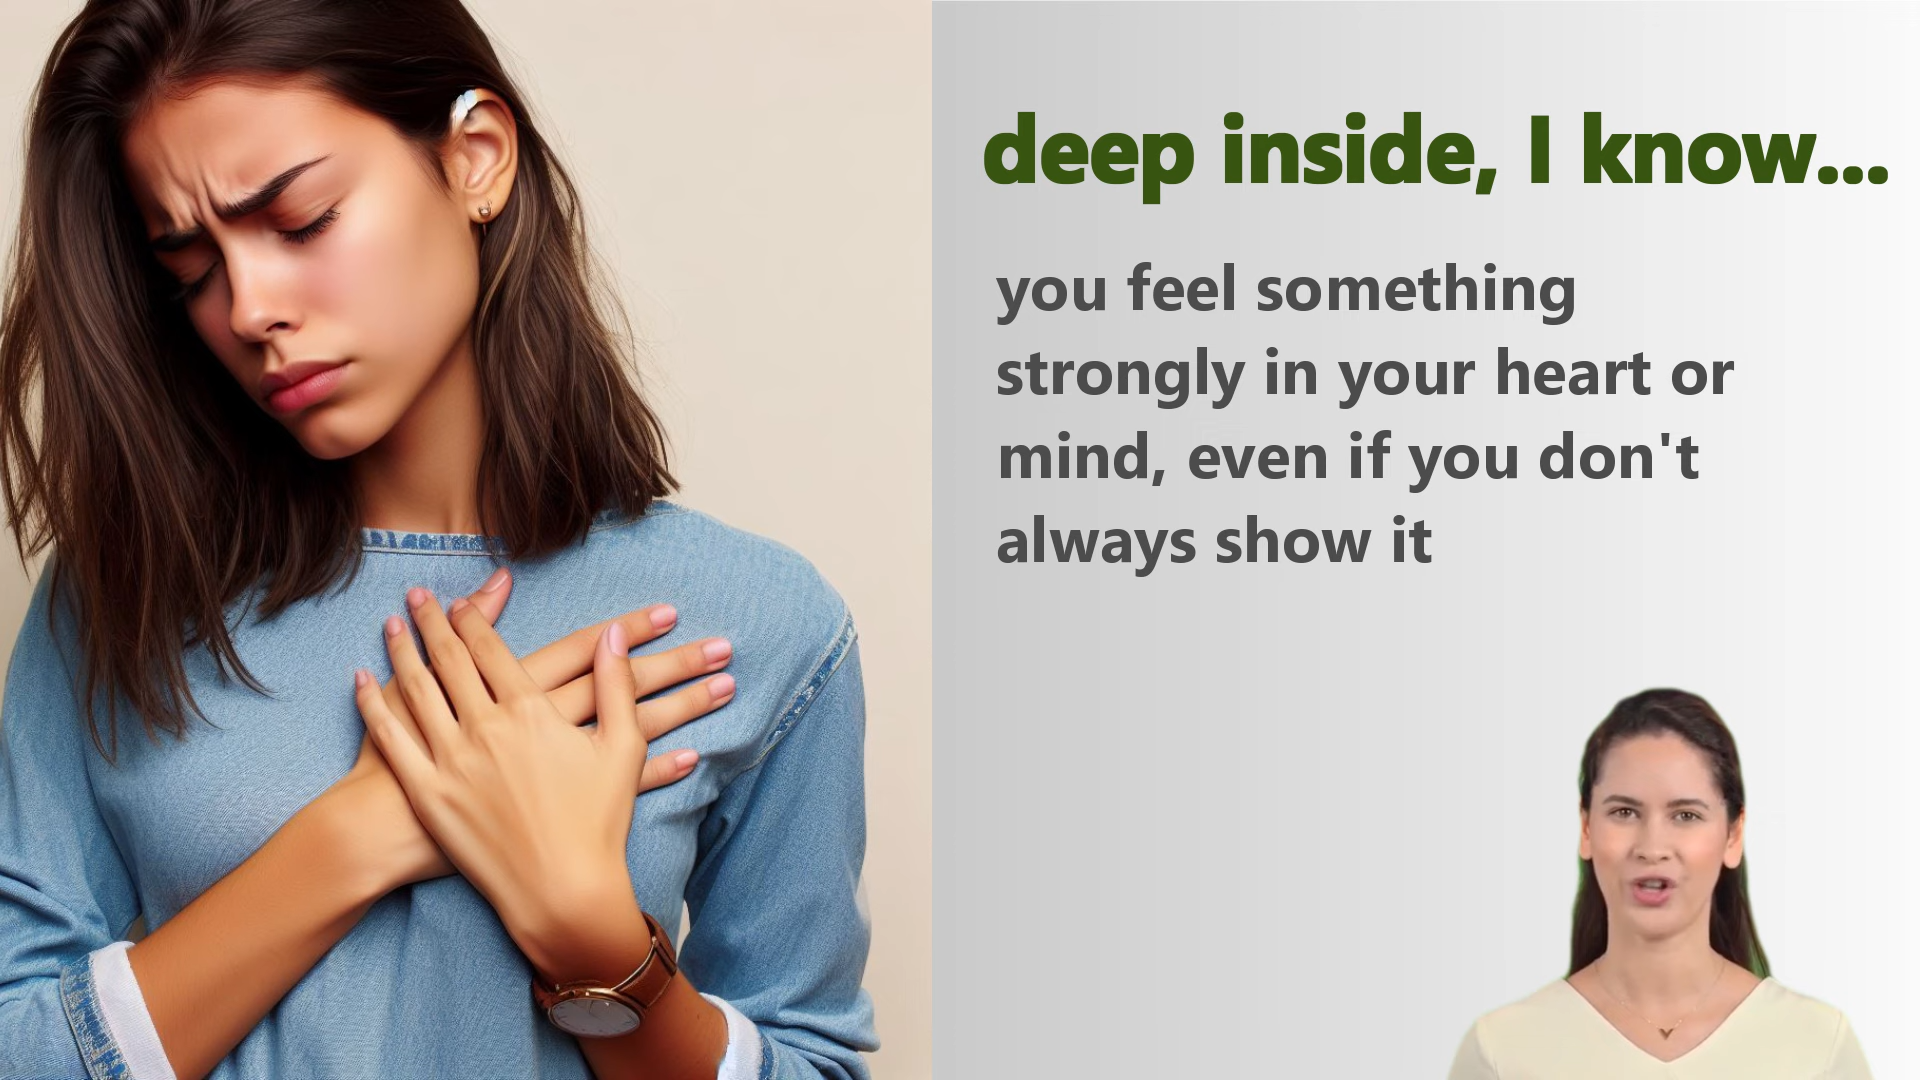 deep inside, I know...
you feel something
strongly in your heart or
mind, even if you don't
always show it